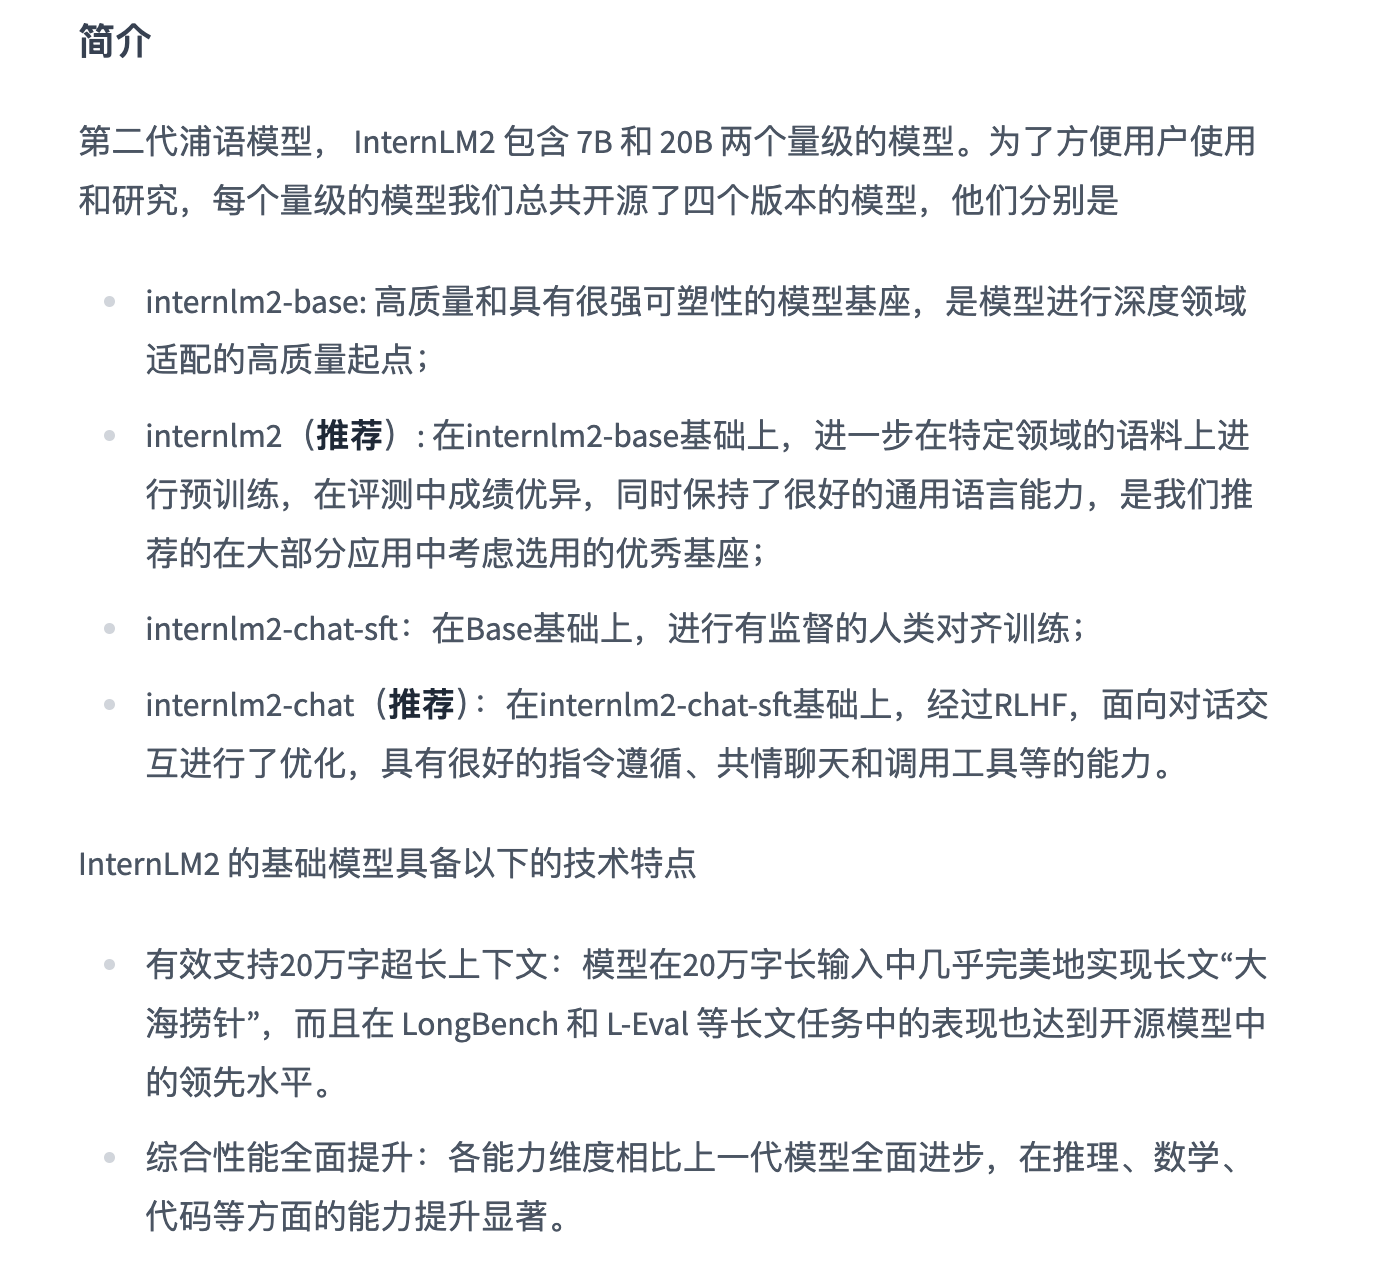 简介
第二代浦语模型， InternLM2 包含 7B 和 20B 两个量级的模型。为了方便用户使用
和研究，每个量级的模型我们总共开源了四个版本的模型，他们分别是
internlm2-base: 高质量和具有很强可塑性的模型基座，是模型进行深度领域
适配的高质量起点；
internlm2（推荐）: 在internlm2-base基础上，进一步在特定领域的语料上进
行预训练，在评测中成绩优异，同时保持了很好的通用语言能力，是我们推
荐的在大部分应用中考虑选用的优秀基座；
internlm2-chat-sft：在Base基础上，进行有监督的人类对齐训练；
internlm2-chat（推荐）：在internlm2-chat-sft基础上，经过RLHF，面向对话交
互进行了优化，具有很好的指令遵循、共情聊天和调用工具等的能力。
InternLM2 的基础模型具备以下的技术特点
有效支持20万字超长上下文：模型在20万字长输入中几乎完美地实现长文“大
海捞针”，而且在 LongBench 和 L-Eval 等长文任务中的表现也达到开源模型中
的领先水平。
综合性能全面提升：各能力维度相比上一代模型全面进步，在推理、数学、
代码等方面的能力提升显著。